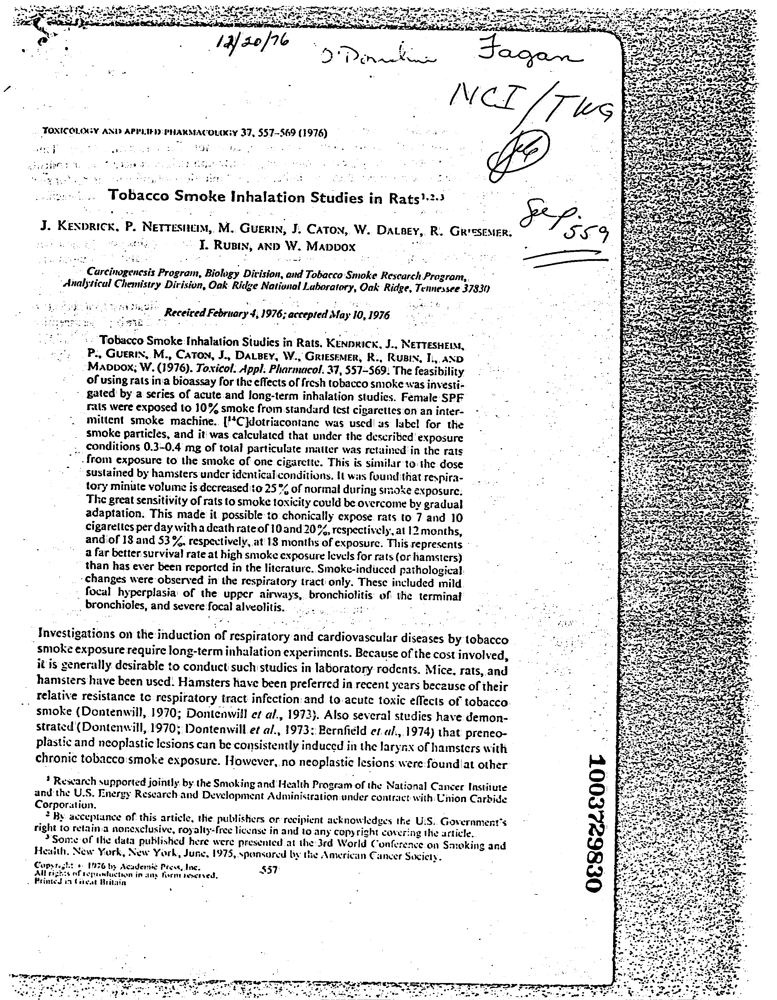 12/20/76
Fagan
NCI/TWG
TOXICOLOGY AND APPLIED PHARMACOLOGY 37, 557–569 (1976)
Tobacco Smoke Inhalation Studies in Rats¹·²·³
See p. 559
J. KENDRICK, P. NETTESHEIM, M. GUERIN, J. CATON, W. DALBEY, R. GRIESEMER,
I. RUBIN, AND W. MADDOX
Carcinogenesis Program, Biology Division, and Tobacco Smoke Research Program,
Analytical Chemistry Division, Oak Ridge National Laboratory, Oak Ridge, Tennessee 37830
Received February 4, 1976; accepted May 10, 1976
Tobacco Smoke Inhalation Studies in Rats. KENDRICK, J., NETTESHEIM,
P., GUERIN, M., CATON, J., DALBEY, W., GRIESEMER, R., RUBIN, I., AND
MADDOX, W. (1976). Toxicol. Appl. Pharmacol. 37, 557–569. The feasibility
of using rats in a bioassay for the effects of fresh tobacco smoke was investi-
gated by a series of acute and long-term inhalation studies. Female SPF
rats were exposed to 10% smoke from standard test cigarettes on an inter-
mittent smoke machine. [¹⁴C]dotriacontane was used as label for the
smoke particles, and it was calculated that under the described exposure
conditions 0.3–0.4 mg of total particulate matter was retained in the rats
from exposure to the smoke of one cigarette. This is similar to the dose
sustained by hamsters under identical conditions. It was found that respira-
tory minute volume is decreased to 25% of normal during smoke exposure.
The great sensitivity of rats to smoke toxicity could be overcome by gradual
adaptation. This made it possible to chonically expose rats to 7 and 10
cigarettes per day with a death rate of 10 and 20%, respectively, at 12 months,
and of 18 and 53%, respectively, at 18 months of exposure. This represents
a far better survival rate at high smoke exposure levels for rats (or hamsters)
than has ever been reported in the literature. Smoke-induced pathological
changes were observed in the respiratory tract only. These included mild
focal hyperplasia of the upper airways, bronchiolitis of the terminal
bronchioles, and severe focal alveolitis.
Investigations on the induction of respiratory and cardiovascular diseases by tobacco
smoke exposure require long-term inhalation experiments. Because of the cost involved,
it is generally desirable to conduct such studies in laboratory rodents. Mice, rats, and
hamsters have been used. Hamsters have been preferred in recent years because of their
relative resistance to respiratory tract infection and to acute toxic effects of tobacco
smoke (Dontenwill, 1970; Dontenwill et al., 1973). Also several studies have demon-
strated (Dontenwill, 1970; Dontenwill et al., 1973; Bernfield et al., 1974) that preneo-
plastic and neoplastic lesions can be consistently induced in the larynx of hamsters with
chronic tobacco smoke exposure. However, no neoplastic lesions were found at other
¹ Research supported jointly by the Smoking and Health Program of the National Cancer Institute
and the U.S. Energy Research and Development Administration under contract with Union Carbide
Corporation.
² By acceptance of this article, the publishers or recipient acknowledges the U.S. Government's
right to retain a nonexclusive, royalty-free license in and to any copyright covering the article.
³ Some of the data published here were presented at the 3rd World Conference on Smoking and
Health, New York, New York, June, 1975, sponsored by the American Cancer Society.
Copyright © 1976 by Academic Press, Inc.
All rights of reproduction in any form reserved.
Printed in Great Britain
557
1003729830